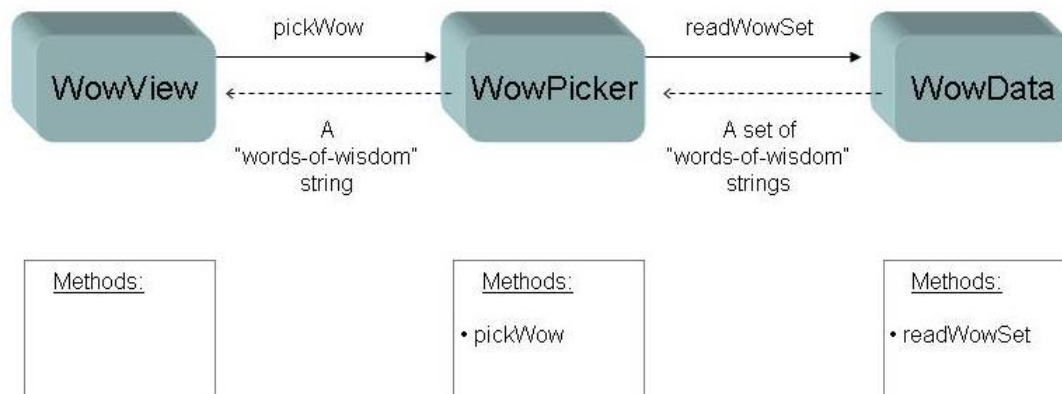 pickWow
readWowSet
WowView
WowPicker
WowData
A
"words-of-wisdom"
string
A set of
"words-of-wisdom"
strings
Methods:
Methods:
• pickWow
Methods:
• readWowSet